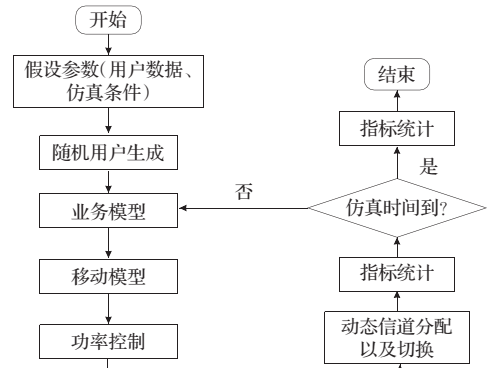 开始
假设参数(用户数据、
仿真条件)
随机用户生成
业务模型
移动模型
功率控制
结束
指标统计
是
否
仿真时间到?
指标统计
动态信道分配
以及切换